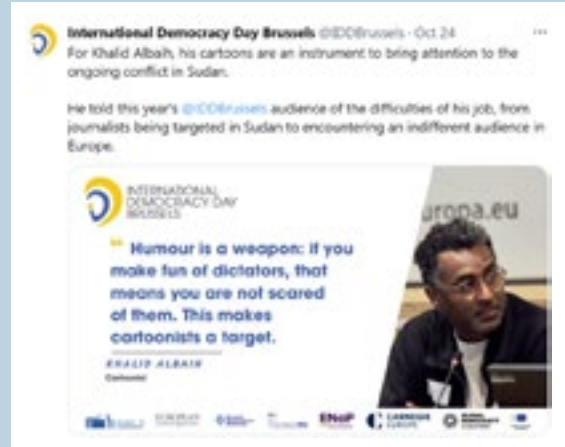 International Democracy Day Brussels @IDDBrussels · Oct 24
For Khalid Albaih, his cartoons are an instrument to bring attention to the
ongoing conflict in Sudan.
He told this year's @IDDBrussels audience of the difficulties of his job, from
journalists being targeted in Sudan to encountering an indifferent audience in
Europe.
INTERNATIONAL
DEMOCRACY DAY
BRUSSELS
europa.eu
" Humour is a weapon: if you
make fun of dictators, that
means you are not scared
of them. This makes
cartoonists a target.
KHALID ALBAIH
Cartoonist
EUROPEAN
ENoP
CARNEGIE
EUROPE